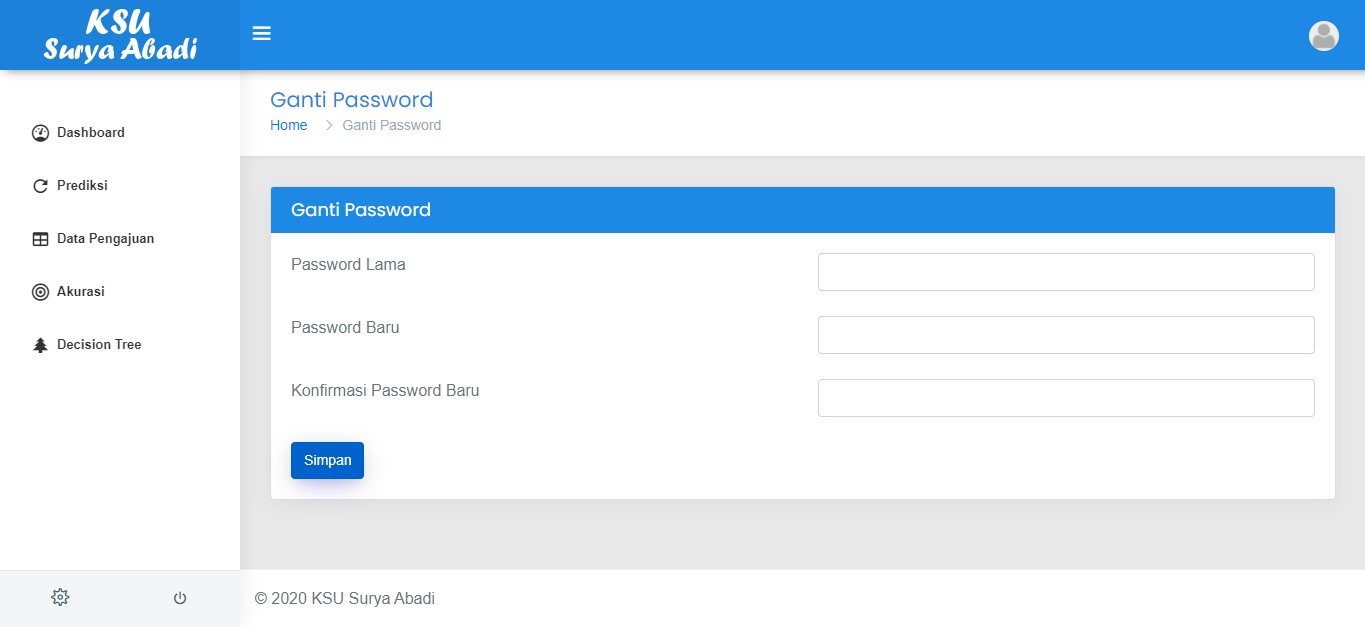 KSU
Surya Abadi
Dashboard
Prediksi
Data Pengajuan
Akurasi
Decision Tree
Ganti Password
Home > Ganti Password
Ganti Password
Password Lama
Password Baru
Konfirmasi Password Baru
Simpan
© 2020 KSU Surya Abadi